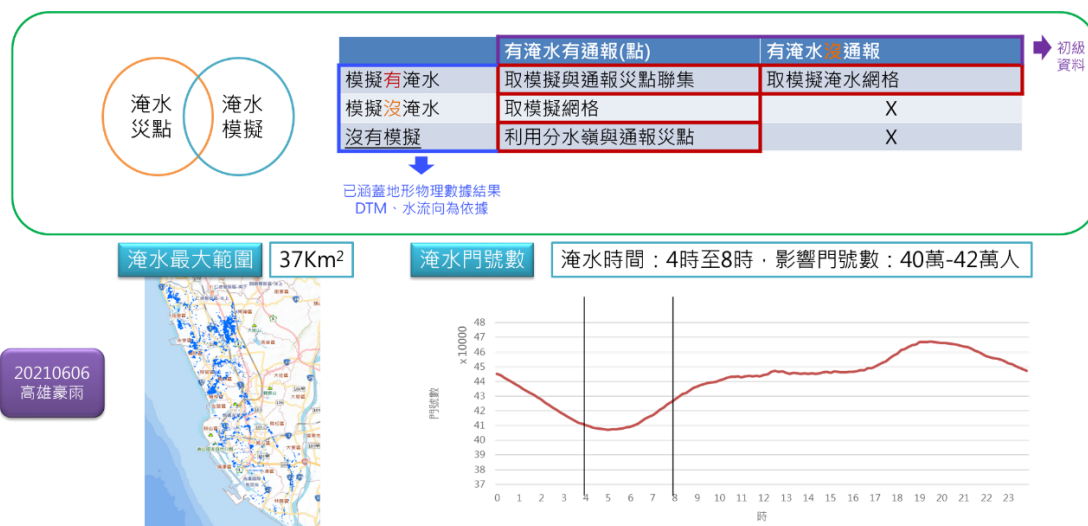 淹水
災點
淹水
模擬
有淹水有通報(點)
有淹水沒通報
模擬有淹水
取模擬與通報災點聯集
取模擬淹水網格
模擬沒淹水
取模擬網格
X
沒有模擬
利用分水嶺與通報災點
X
初級
資料
已涵蓋地形物理數據結果
DTM、水流向為依據
淹水最大範圍
37Km²
淹水門號數
淹水時間：4時至8時，影響門號數：40萬-42萬人
20210606
高雄豪雨
x10000
門號數
48
47
46
45
44
43
42
41
40
39
38
37
0 1 2 3 4 5 6 7 8 9 10 11 12 13 14 15 16 17 18 19 20 21 22 23
時